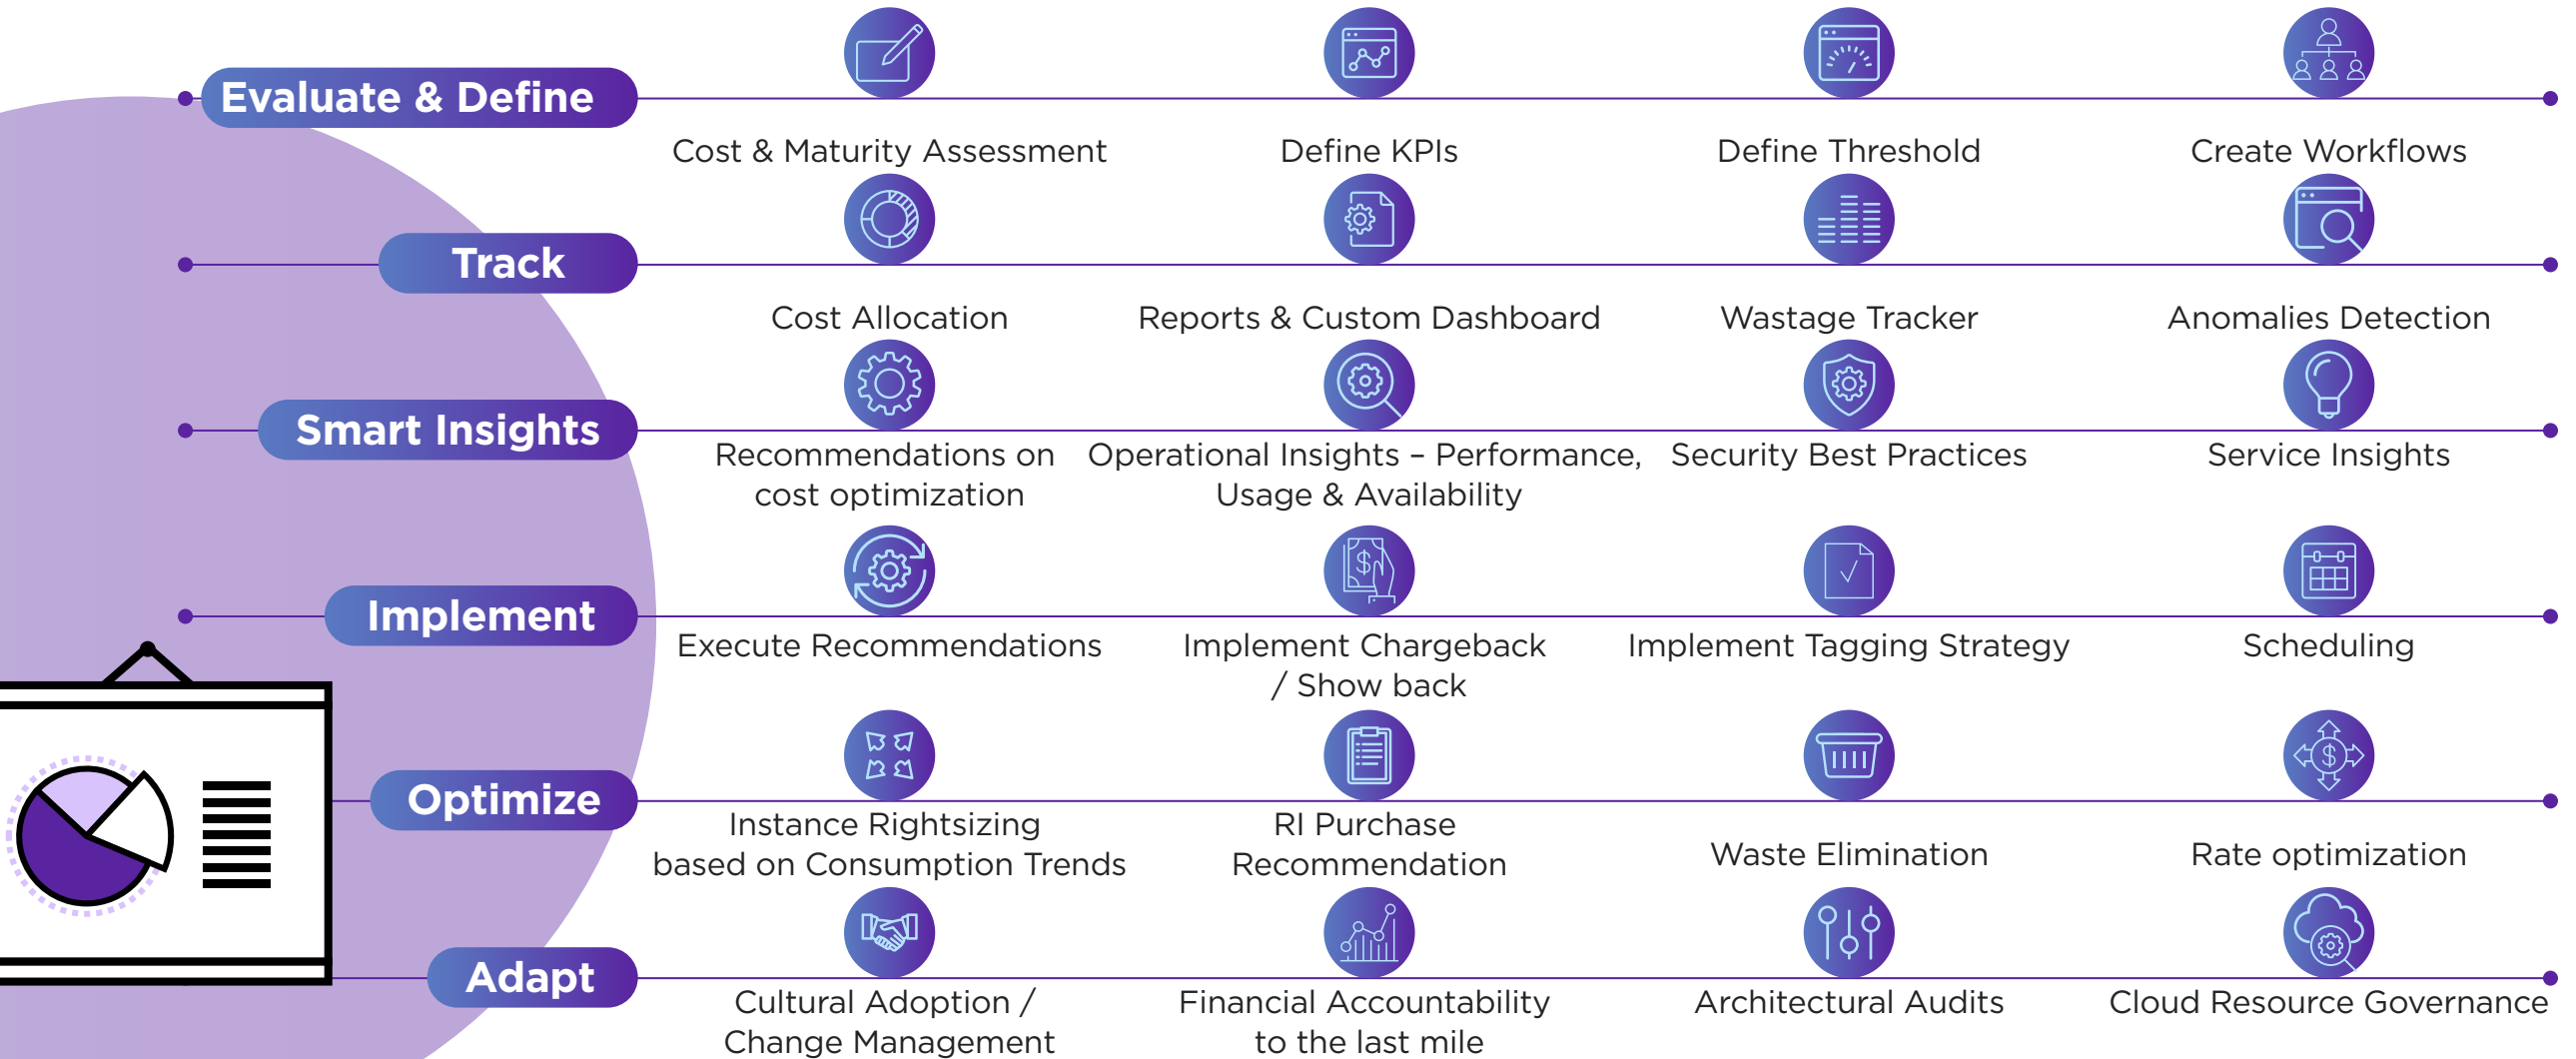 Evaluate & Define
Cost & Maturity Assessment
Define KPIs
Define Threshold
Create Workflows
Track
Cost Allocation
Reports & Custom Dashboard
Wastage Tracker
Anomalies Detection
Smart Insights
Recommendations on
cost optimization
Operational Insights – Performance,
Usage & Availability
Security Best Practices
Service Insights
Implement
Execute Recommendations
Implement Chargeback
/ Show back
Implement Tagging Strategy
Scheduling
Optimize
Instance Rightsizing
based on Consumption Trends
RI Purchase
Recommendation
Waste Elimination
Rate optimization
Adapt
Cultural Adoption /
Change Management
Financial Accountability
to the last mile
Architectural Audits
Cloud Resource Governance